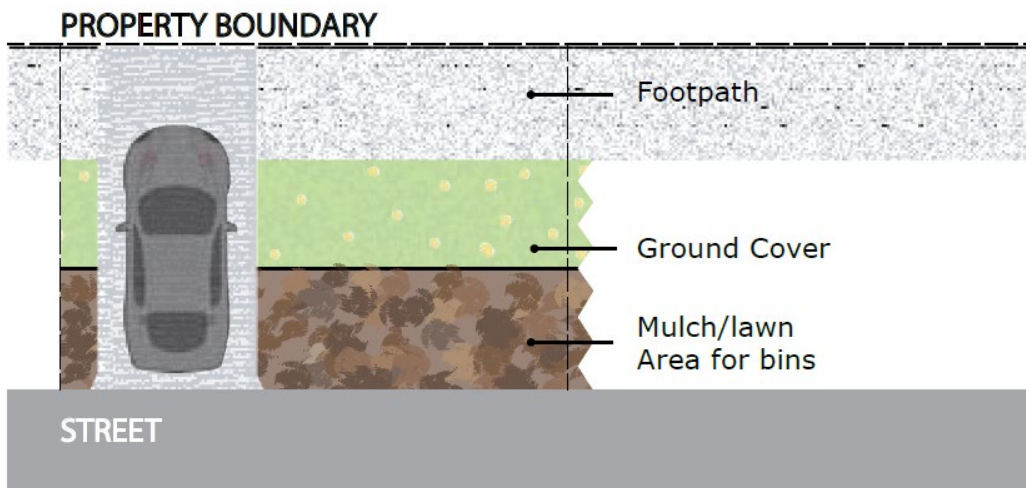 PROPERTY BOUNDARY
Footpath
Ground Cover
Mulch/lawn
Area for bins
STREET